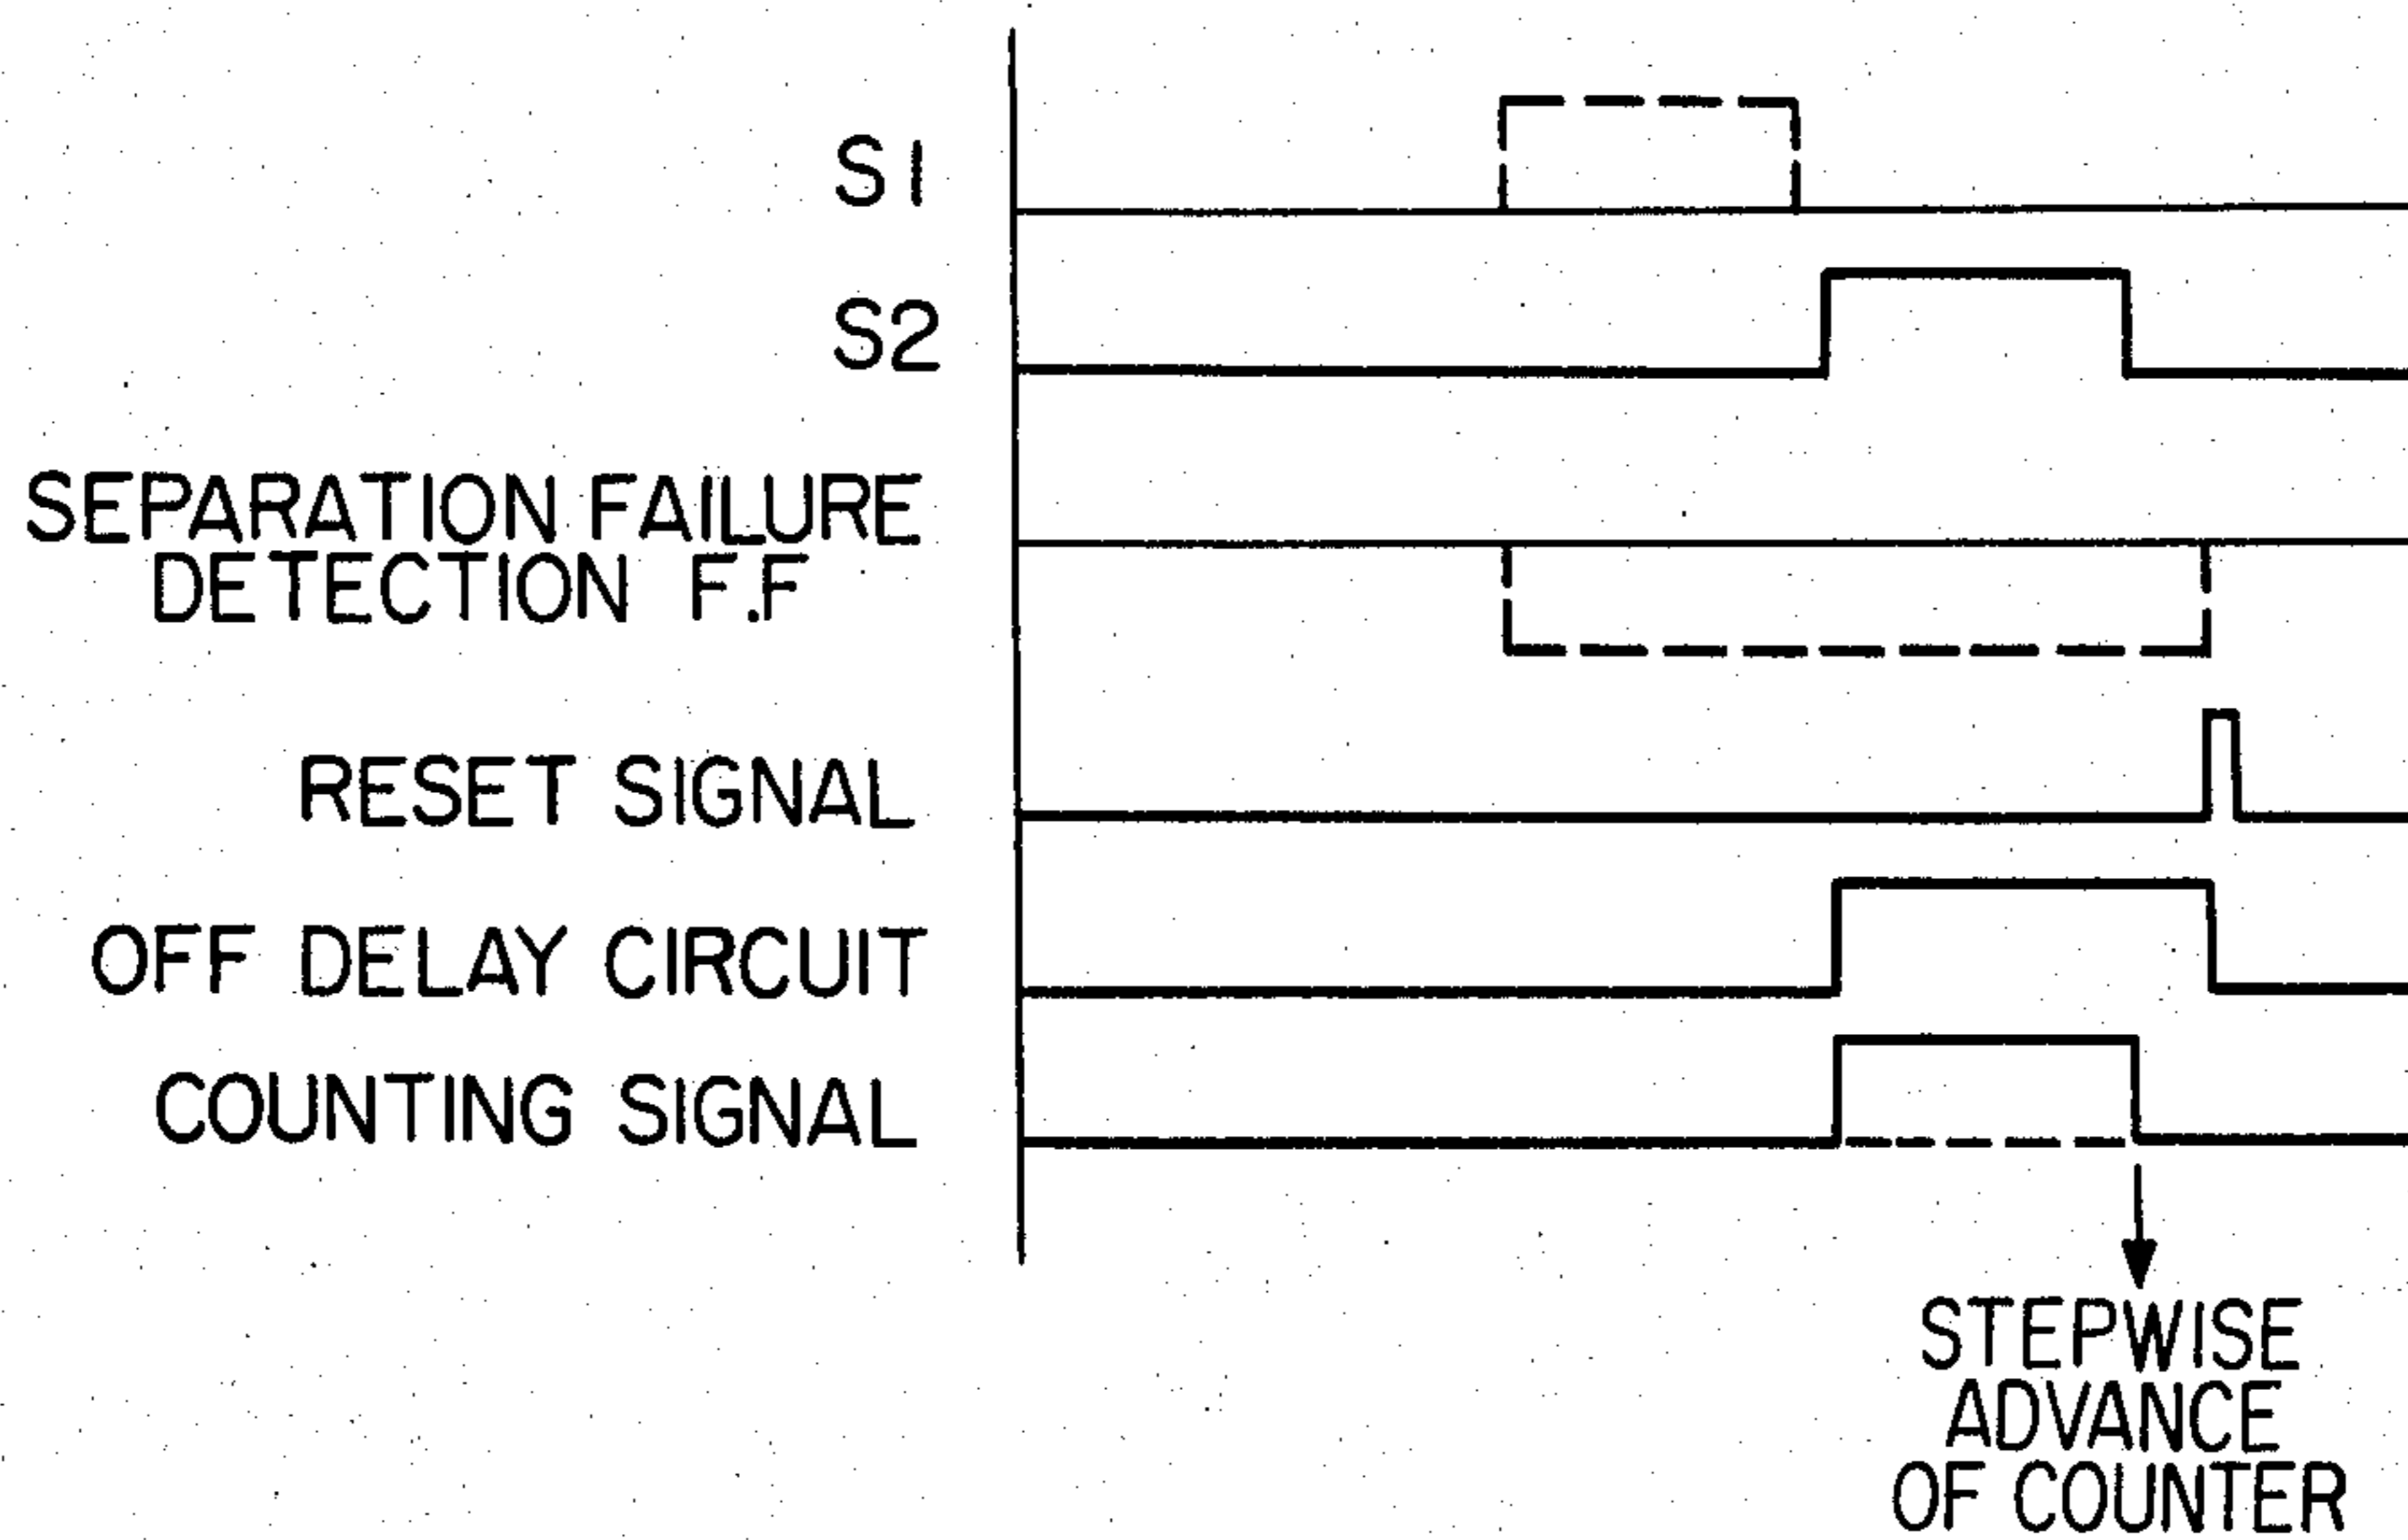 S1
S2
SEPARATION FAILURE
DETECTION F.F
RESET SIGNAL
OFF DELAY CIRCUIT
COUNTING SIGNAL
STEPWISE
ADVANCE
OF COUNTER